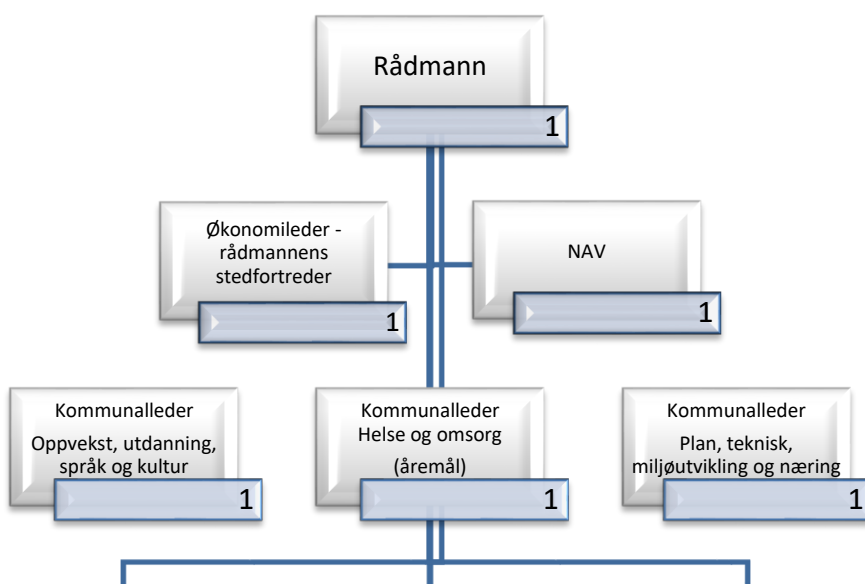 Rådmann
1
Økonomileder -
rådmannens
stedfortreder
1
NAV
1
Kommunalleder
Oppvekst, utdanning,
språk og kultur
1
Kommunalleder
Helse og omsorg
(åremål)
1
Kommunalleder
Plan, teknisk,
miljøutvikling og næring
1